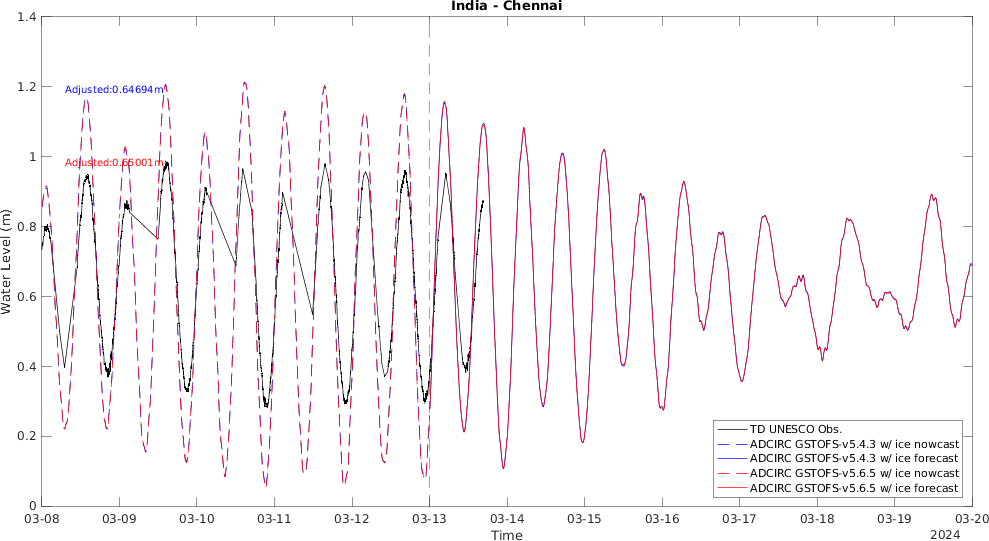 India - Chennai
1.4
1.2
1
0.8
0.6
0.4
0.2
0
Water Level (m)
Adjusted:0.64694m
Adjusted:0.65001m
TD UNESCO Obs.
ADCIRC GSTOFS-v5.4.3 w/ ice nowcast
ADCIRC GSTOFS-v5.4.3 w/ ice forecast
ADCIRC GSTOFS-v5.6.5 w/ ice nowcast
ADCIRC GSTOFS-v5.6.5 w/ ice forecast
03-08 03-09 03-10 03-11 03-12 03-13 03-14 03-15 03-16 03-17 03-18 03-19 03-20
Time
2024